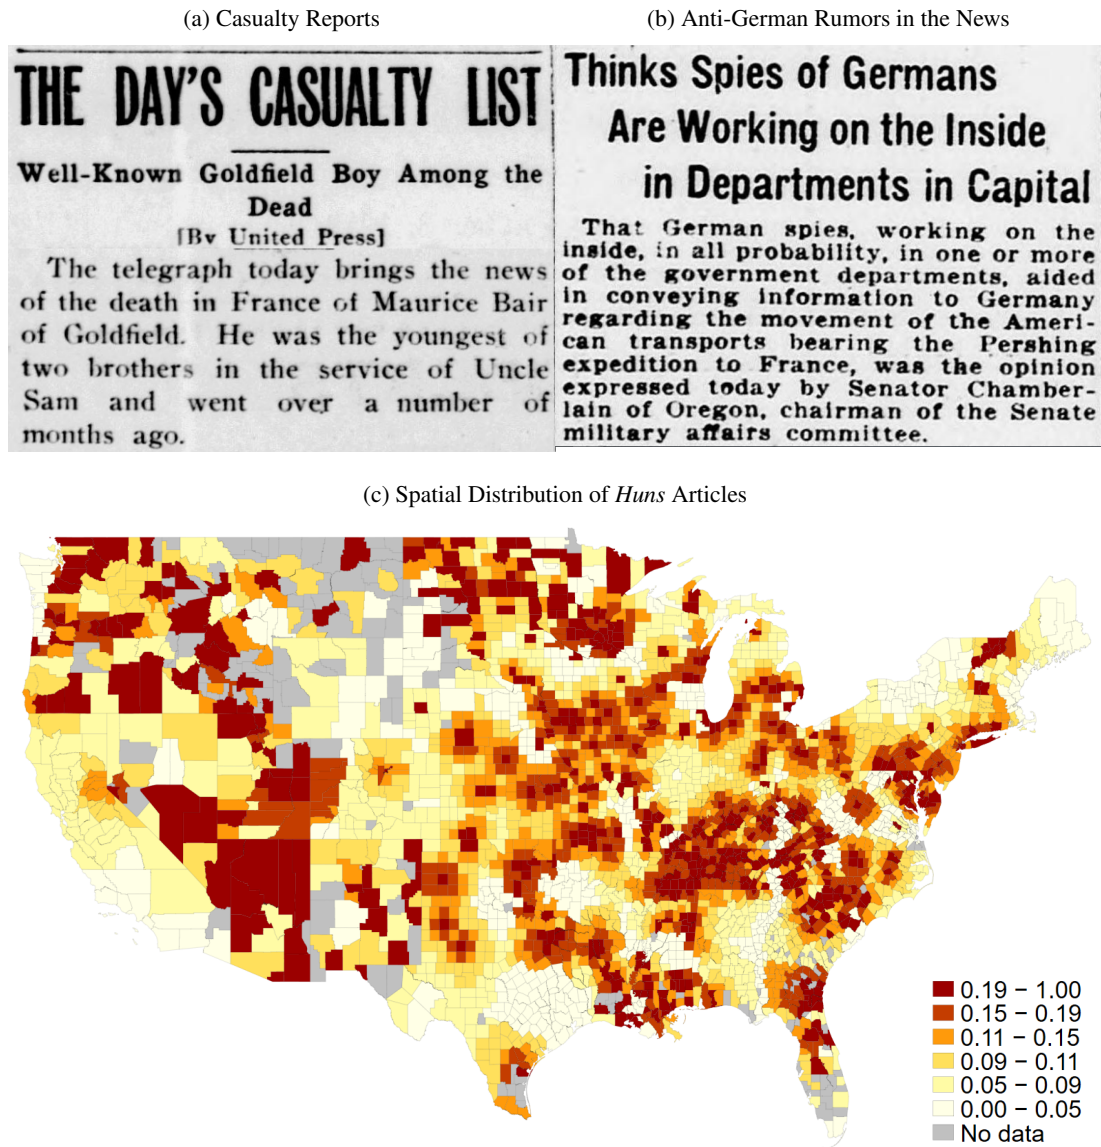 (a) Casualty Reports
THE DAY'S CASUALTY LIST
Well-Known Goldfield Boy Among the
Dead
[By United Press]
The telegraph today brings the news
of the death in France of Maurice Bair
of Goldfield. He was the youngest of
two brothers in the service of Uncle
Sam and went over a number of
months ago.
(b) Anti-German Rumors in the News
Thinks Spies of Germans
Are Working on the Inside
in Departments in Capital
That German spies, working on the
inside, in all probability, in one or more
of the government departments, aided
in conveying information to Germany
regarding the movement of the Ameri-
can transports bearing the Pershing
expedition to France, was the opinion
expressed today by Senator Chamber-
lain of Oregon, chairman of the Senate
military affairs committee.
(c) Spatial Distribution of Huns Articles
0.19 − 1.00
0.15 − 0.19
0.11 − 0.15
0.09 − 0.11
0.05 − 0.09
0.00 − 0.05
No data